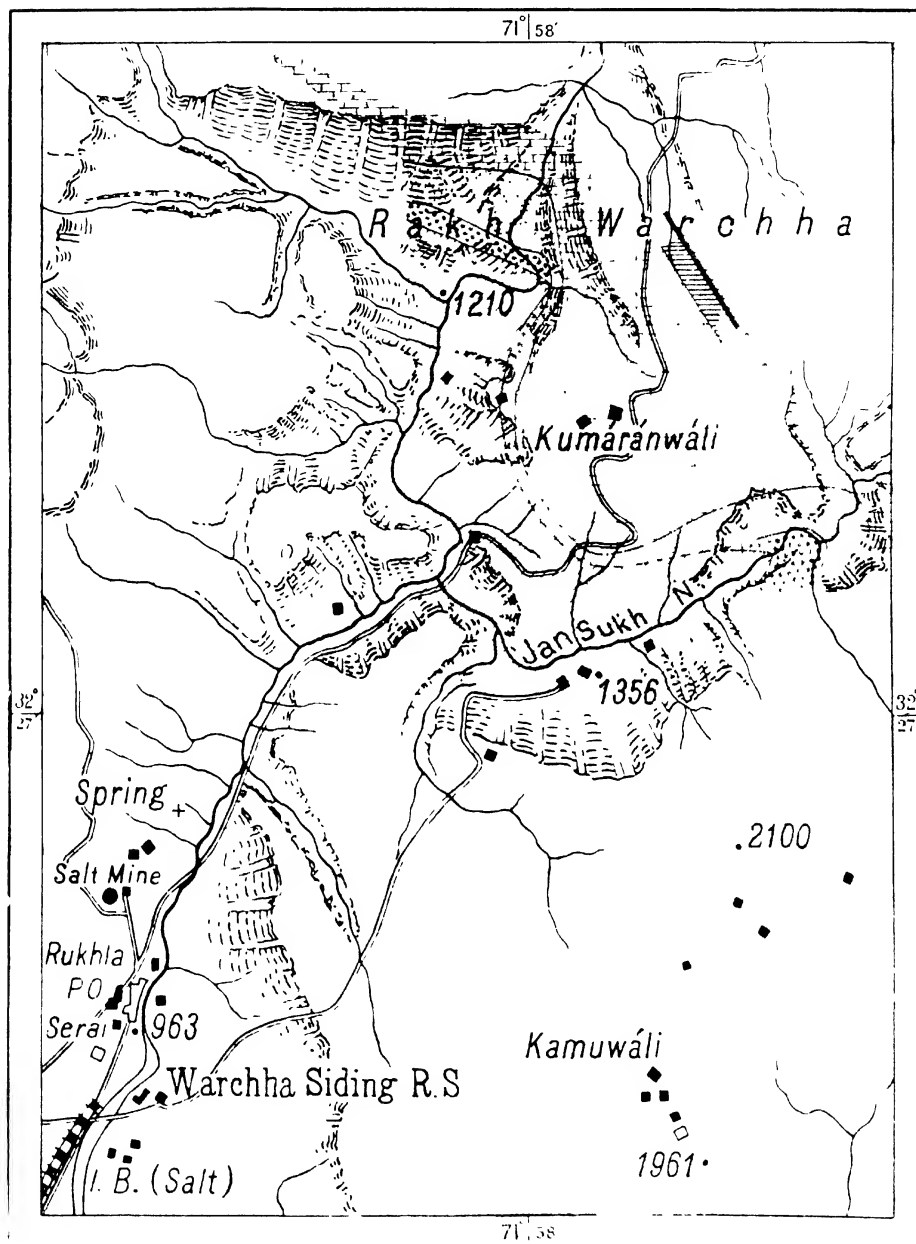 71° 58′
Rakh Warchha
1210
Kumaránwáli
Jan Sukh N.
1356
32° 27
32° 27
Spring
2100
Salt Mine
Rukhla
P O
Serai
963
Kamuwáli
Warchha Siding R.S
1961
I. B. (Salt)
71° 58